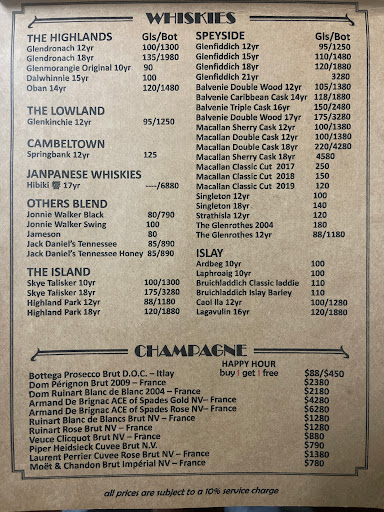 WHISKIES
THE HIGHLANDS Gls/Bot
Glendronach 12yr 100/1300
Glendronach 18yr 135/1980
Glenmorangie Original 10yr 90
Dalwhinnie 15yr 100
Oban 14yr 120/1480
THE LOWLAND
Glenkinchie 12yr 95/1250
CAMBELTOWN
Springbank 12yr 125
JANPANESE WHISKIES
Hibiki 響 17yr ----/6880
OTHERS BLEND
Jonnie Walker Black 80/790
Jonnie Walker Swing 100
Jameson 80
Jack Daniel's Tennessee 85/890
Jack Daniel's Tennessee Honey 85/890
THE ISLAND
Skye Talisker 10yr 100/1300
Skye Talisker 18yr 175/3280
Highland Park 12yr 88/1180
Highland Park 18yr 120/1880
SPEYSIDE Gls/Bot
Glenfiddich 12yr 95/1250
Glenfiddich 15yr 110/1480
Glenfiddich 18yr 120/1880
Glenfiddich 21yr 3280
Balvenie Double Wood 12yr 105/1380
Balvenie Caribbean Cask 14yr 118/1880
Balvenie Triple Cask 16yr 150/2480
Balvenie Double Wood 17yr 175/3280
Macallan Sherry Cask 12yr 100/1380
Macallan Double Cask 12yr 100/1380
Macallan Double Cask 18yr 220/4280
Macallan Sherry Cask 18yr 4580
Macallan Classic Cut 2017 250
Macallan Classic Cut 2018 150
Macallan Classic Cut 2019 120
Singleton 12yr 100
Singleton 18yr 140
Strathisla 12yr 120
The Glenrothes 2004 180
The Glenrothes 12yr 88/1180
ISLAY
Ardbeg 10yr 100
Laphroaig 10yr 100
Bruichladdich Classic laddie 110
Bruichladdich Islay Barley 110
Caol Ila 12yr 100/1280
Lagavulin 16yr 120/1880
CHAMPAGNE
HAPPY HOUR
buy 1 get 1 free
Bottega Prosecco Brut D.O.C. – Itlay $88/$450
Dom Pérignon Brut 2009 – France $2380
Dom Ruinart Blanc de Blanc 2004 – France $2180
Armand De Brignac ACE of Spades Gold NV– France $4280
Armand De Brignac ACE of Spades Rose NV– France $6280
Ruinart Blanc de Blancs Brut NV – France $1280
Ruinart Rose Brut NV – France $1280
Veuce Clicquot Brut NV – France $880
Piper Heidsieck Cuvee Brut N.V. $790
Laurent Perrier Cuvee Rose Brut NV – France $1380
Moët & Chandon Brut Impérial NV – France $780
all prices are subject to a 10% service charge